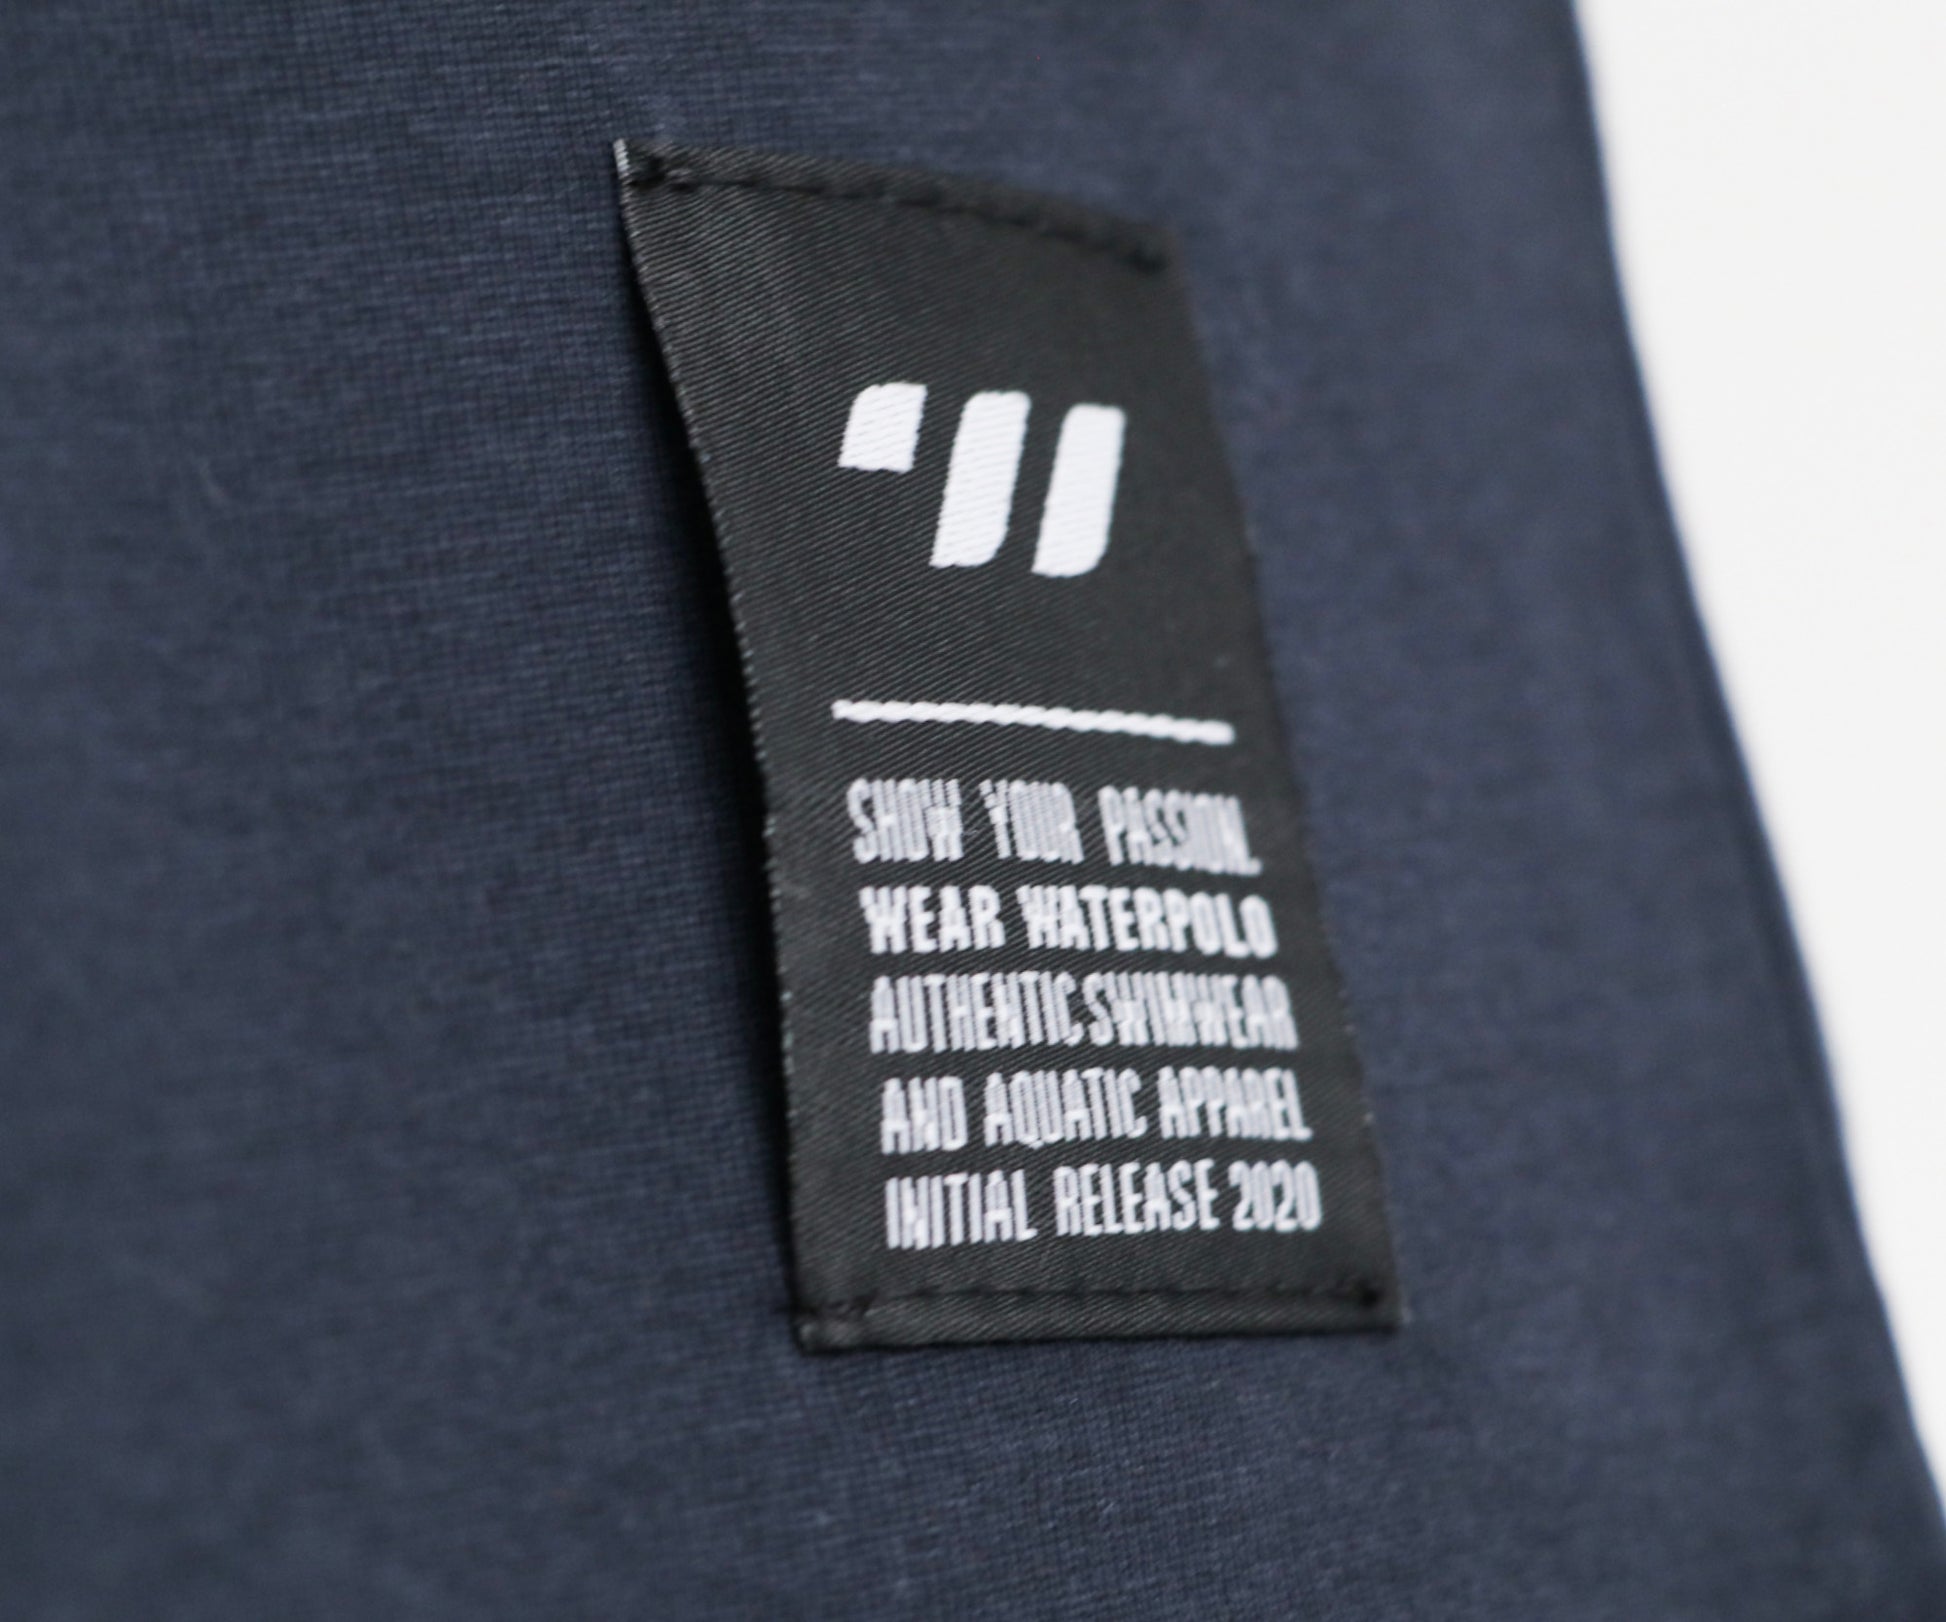 SHOW YOUR PASSION.
WEAR WATERPOLO
AUTHENTIC SWIMWEAR
AND AQUATIC APPAREL
INITIAL RELEASE 2020